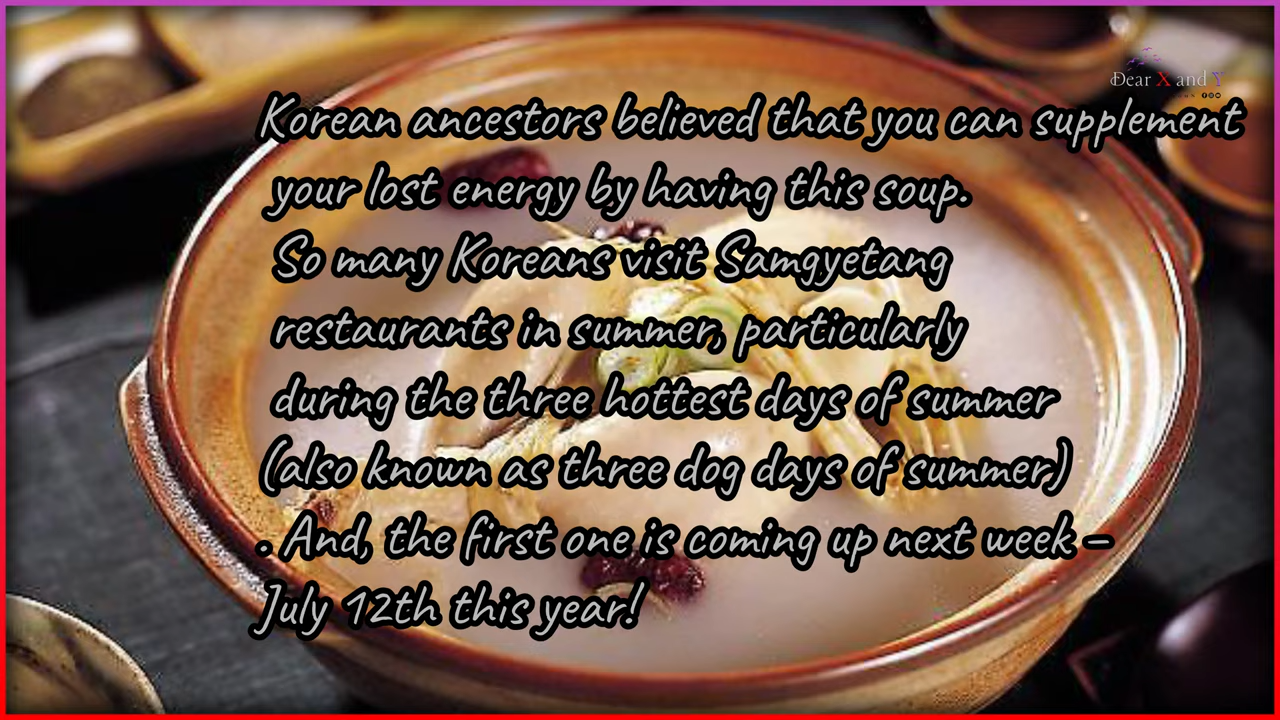 Dear X and Y
Korean ancestors believed that you can supplement
your lost energy by having this soup.
So many Koreans visit Samgyetang
restaurants in summer, particularly
during the three hottest days of summer
(also known as three dog days of summer)
. And, the first one is coming up next week –
July 12th this year!